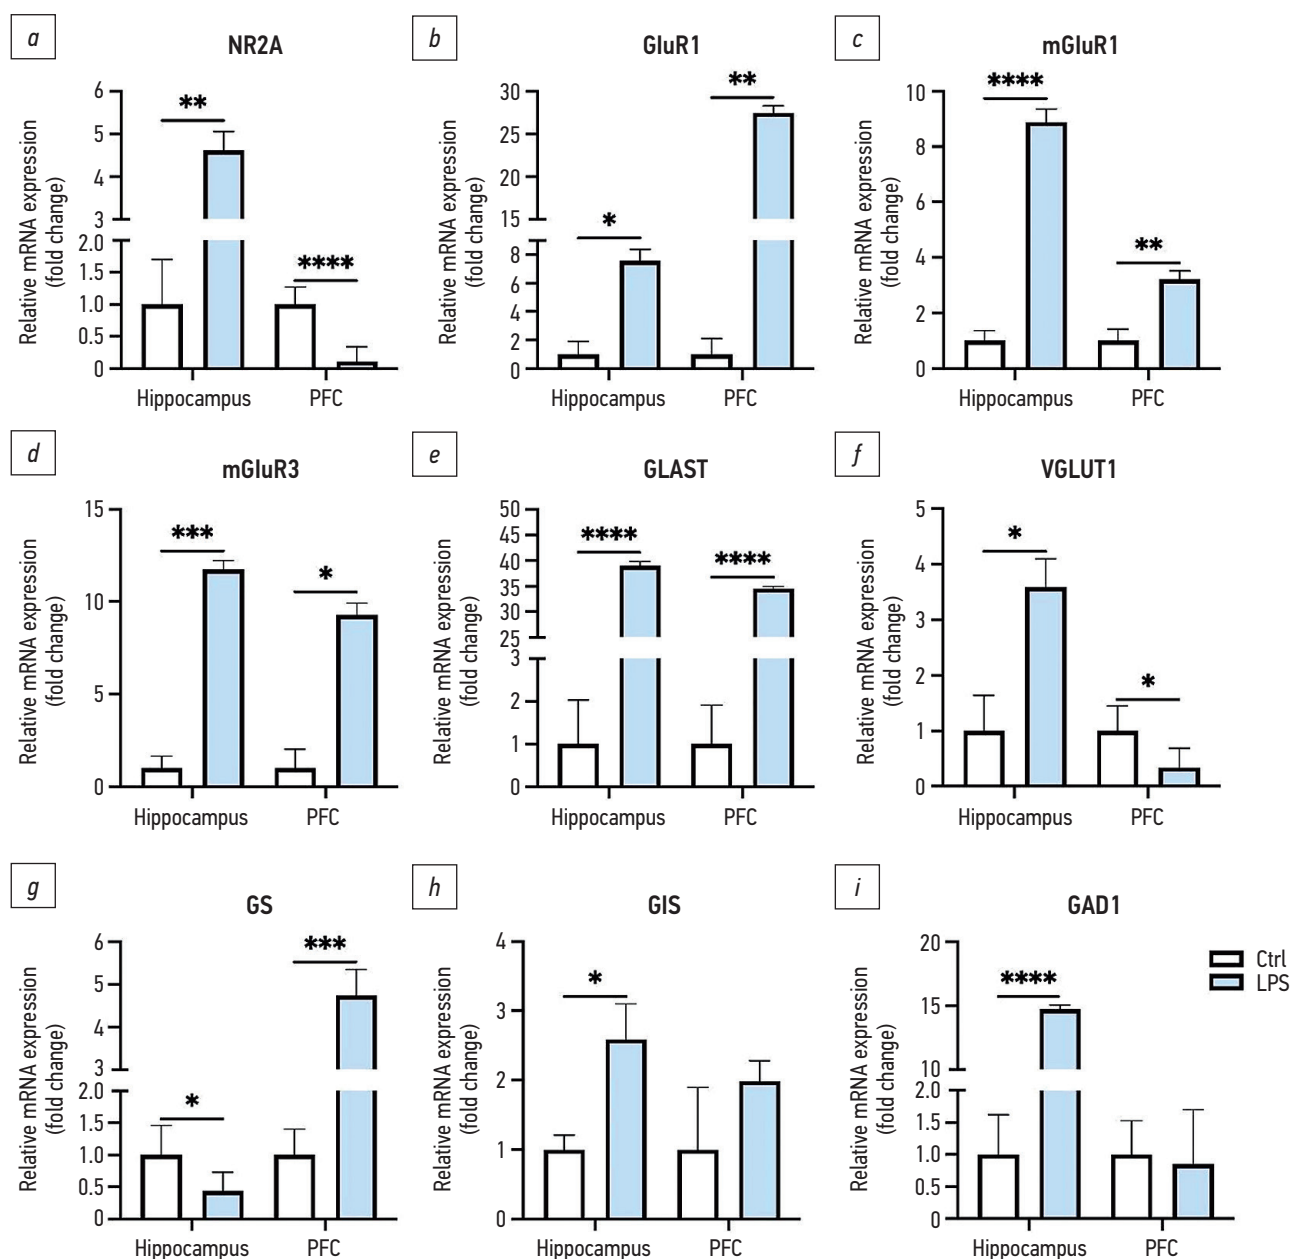 a
NR2A
Relative mRNA expression
(fold change)
6
5
4
3
2.0
1.5
1.0
0.5
0
**
****
Hippocampus
PFC
b
GluR1
Relative mRNA expression
(fold change)
30
25
20
15
8
6
4
2
0
*
**
Hippocampus
PFC
c
mGluR1
Relative mRNA expression
(fold change)
10
8
6
4
2
0
****
**
Hippocampus
PFC
d
mGluR3
Relative mRNA expression
(fold change)
15
10
5
0
***
*
Hippocampus
PFC
e
GLAST
Relative mRNA expression
(fold change)
50
45
40
35
30
25
3
2
1
0
****
****
Hippocampus
PFC
f
VGLUT1
Relative mRNA expression
(fold change)
5
4
3
2
1
0
*
*
Hippocampus
PFC
g
GS
Relative mRNA expression
(fold change)
6
5
4
3
2.0
1.5
1.0
0.5
0
*
***
Hippocampus
PFC
h
GIS
Relative mRNA expression
(fold change)
4
3
2
1
0
*
Hippocampus
PFC
i
GAD1
Relative mRNA expression
(fold change)
20
15
10
2.0
1.5
1.0
0.5
0
****
Hippocampus
PFC
Ctrl
LPS